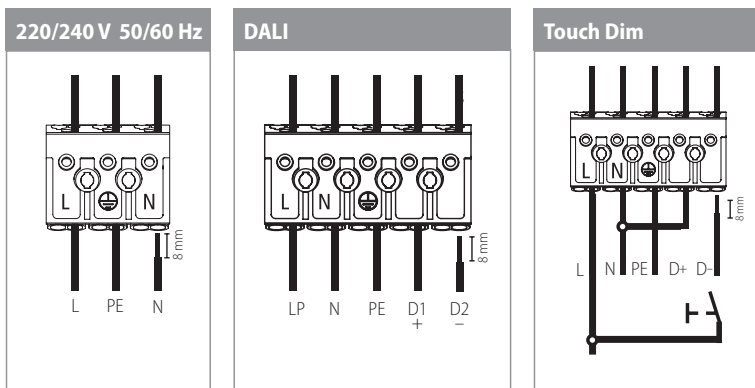 220/240 V 50/60 Hz
L N
8 mm
L PE N
DALI
L N
8 mm
LP N PE D1 D2
+ −
Touch Dim
L N
8 mm
L N PE D+ D-